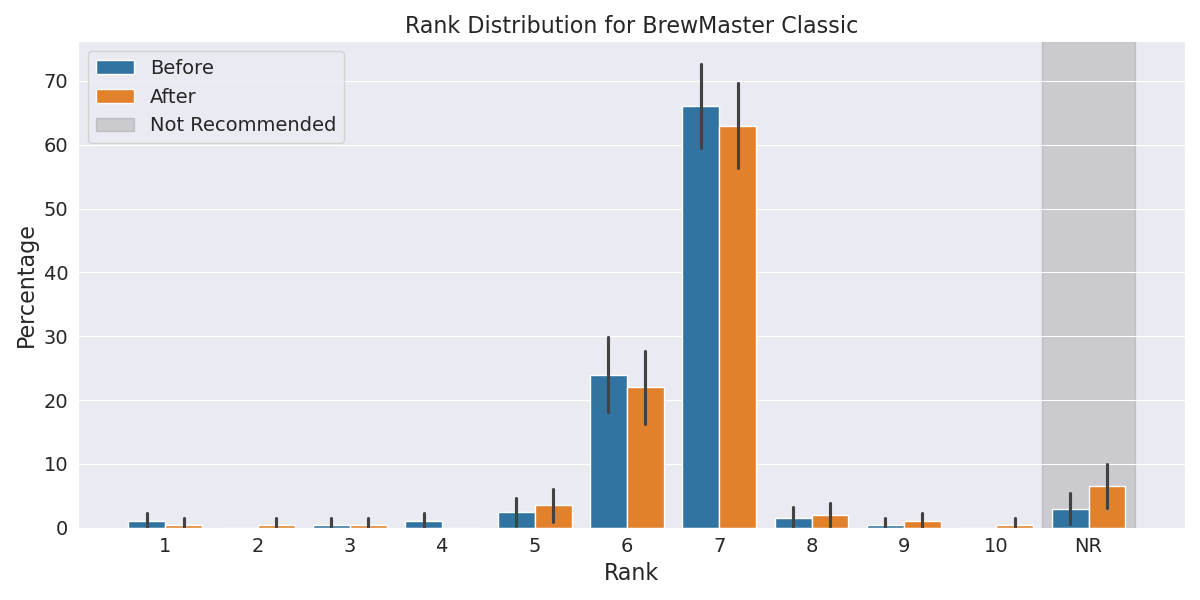 Rank Distribution for BrewMaster Classic
Before
After
Not Recommended
Percentage
70
60
50
40
30
20
10
0
1 2 3 4 5 6 7 8 9 10 NR
Rank